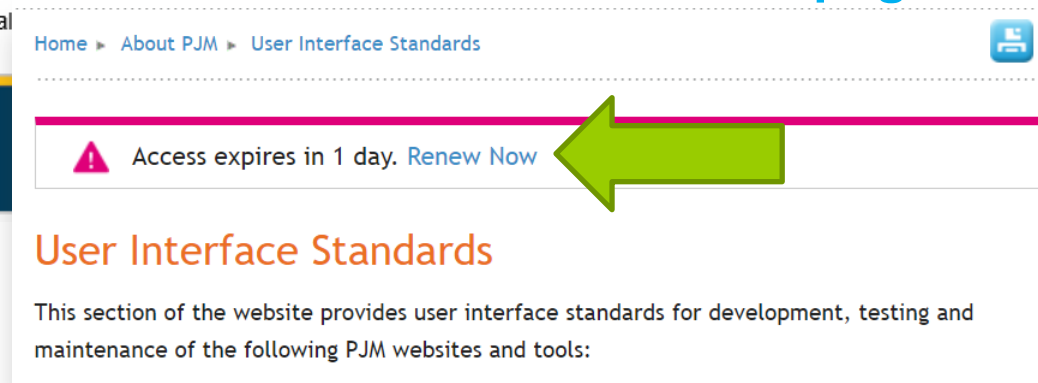 Home ▸ About PJM ▸ User Interface Standards
Access expires in 1 day. Renew Now
User Interface Standards
This section of the website provides user interface standards for development, testing and
maintenance of the following PJM websites and tools: